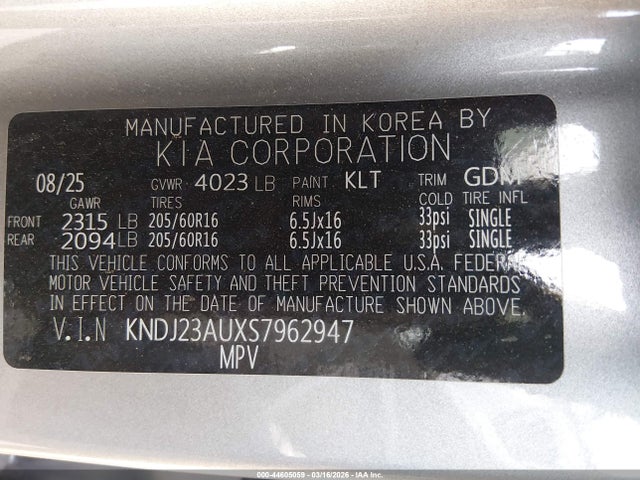 MANUFACTURED IN KOREA BY
KIA CORPORATION
08/25 GVWR 4023 LB PAINT KLT TRIM GDM
GAWR TIRES RIMS COLD TIRE INFL
FRONT 2315 LB 205/60R16 6.5Jx16 33psi SINGLE
REAR 2094 LB 205/60R16 6.5Jx16 33psi SINGLE
THIS VEHICLE CONFORMS TO ALL APPLICABLE U.S.A. FEDERAL
MOTOR VEHICLE SAFETY AND THEFT PREVENTION STANDARDS
IN EFFECT ON THE DATE OF MANUFACTURE SHOWN ABOVE.
V.I.N KNDJ23AUXS7962947
MPV
000-44605059 - 03/16/2026 - IAA Inc.